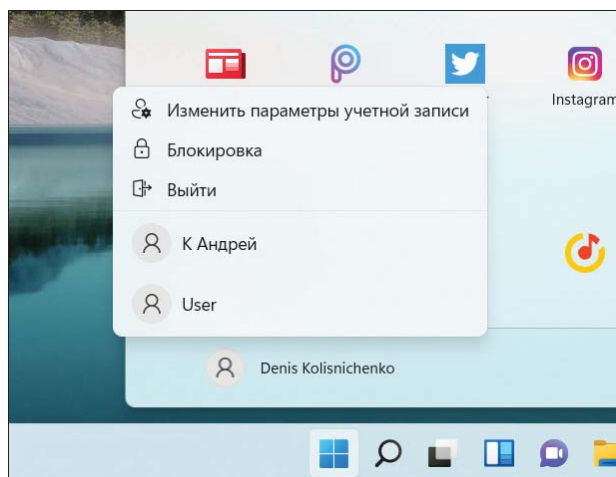 Instagram
Изменить параметры учетной записи
Блокировка
Выйти
К Андрей
User
Denis Kolisnichenko